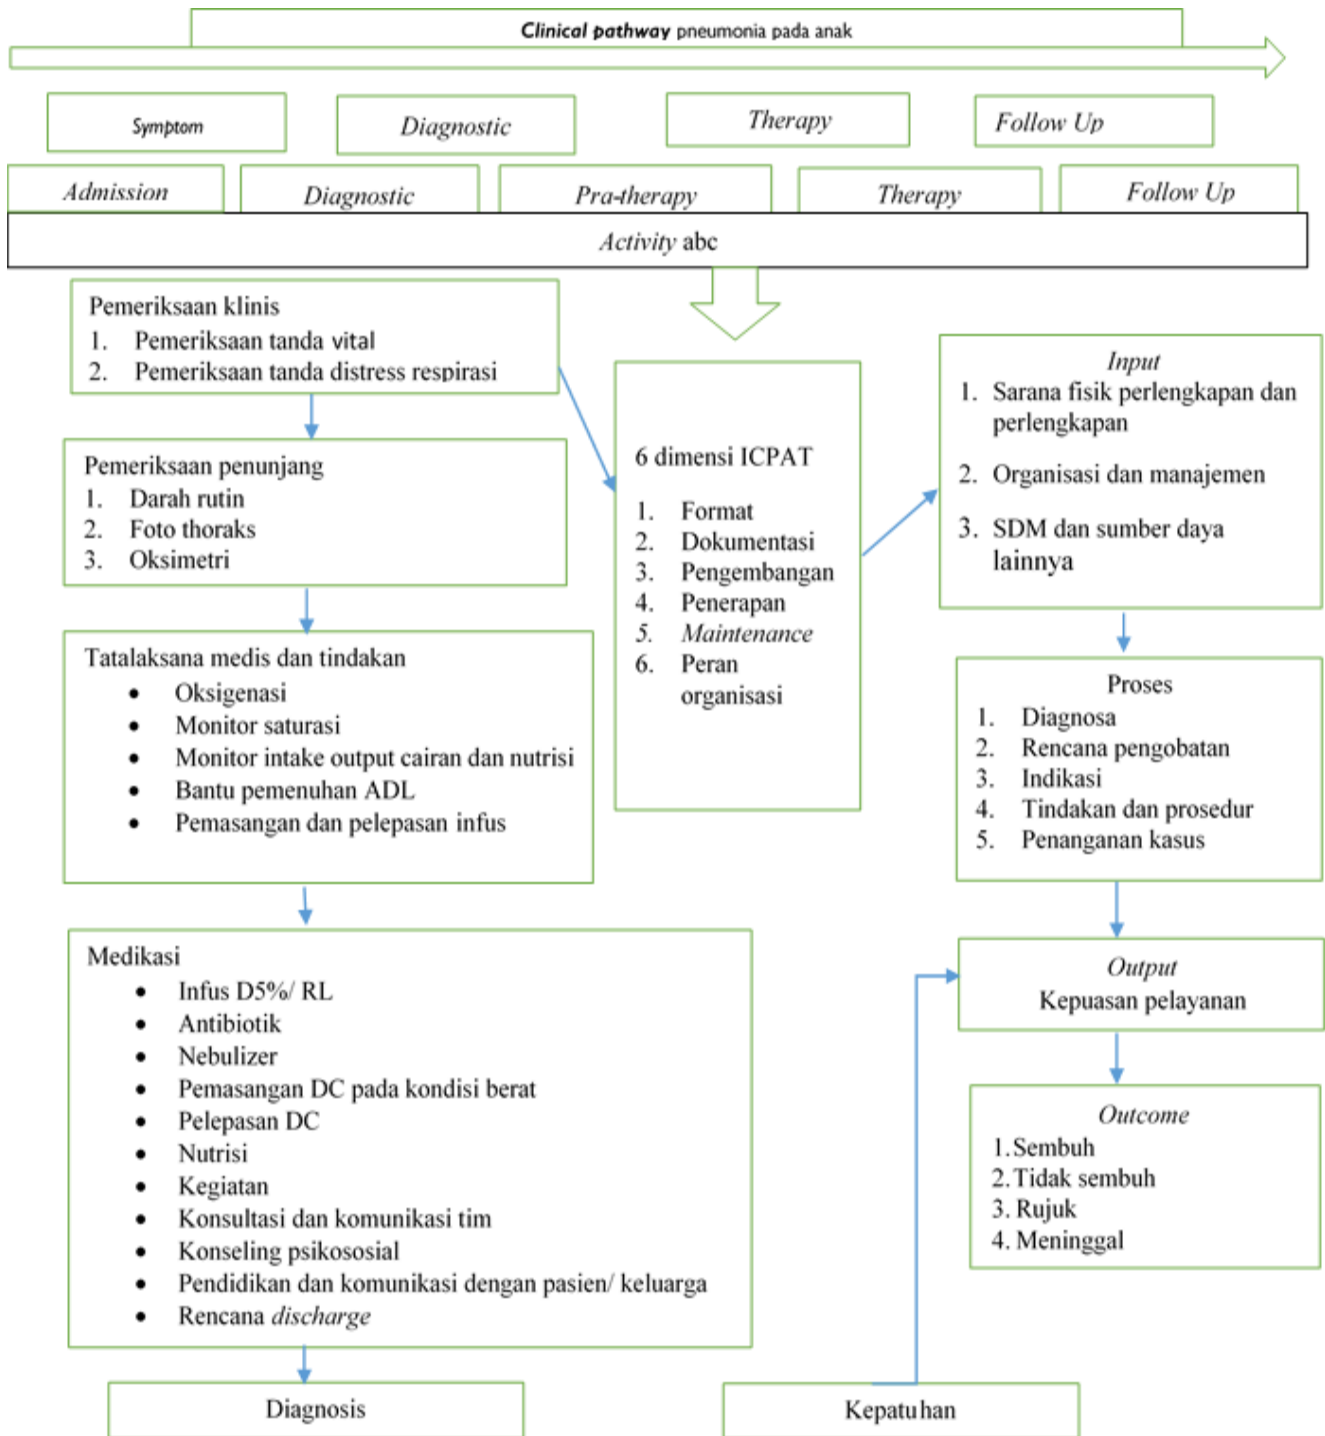 Clinical pathway pneumonia pada anak
Symptom
Diagnostic
Therapy
Follow Up
Admission
Diagnostic
Pra-therapy
Therapy
Follow Up
Activity abc
Pemeriksaan klinis
1. Pemeriksaan tanda vital
2. Pemeriksaan tanda distress respirasi
Pemeriksaan penunjang
1. Darah rutin
2. Foto thoraks
3. Oksimetri
Tatalaksana medis dan tindakan
• Oksigenasi
• Monitor saturasi
• Monitor intake output cairan dan nutrisi
• Bantu pemenuhan ADL
• Pemasangan dan pelepasan infus
Medikasi
• Infus D5%/ RL
• Antibiotik
• Nebulizer
• Pemasangan DC pada kondisi berat
• Pelepasan DC
• Nutrisi
• Kegiatan
• Konsultasi dan komunikasi tim
• Konseling psikososial
• Pendidikan dan komunikasi dengan pasien/ keluarga
• Rencana discharge
Diagnosis
6 dimensi ICPAT
1. Format
2. Dokumentasi
3. Pengembangan
4. Penerapan
5. Maintenance
6. Peran
organisasi
Input
1. Sarana fisik perlengkapan dan
perlengkapan
2. Organisasi dan manajemen
3. SDM dan sumber daya
lainnya
Proses
1. Diagnosa
2. Rencana pengobatan
3. Indikasi
4. Tindakan dan prosedur
5. Penanganan kasus
Output
Kepuasan pelayanan
Outcome
1. Sembuh
2. Tidak sembuh
3. Rujuk
4. Meninggal
Kepatuhan